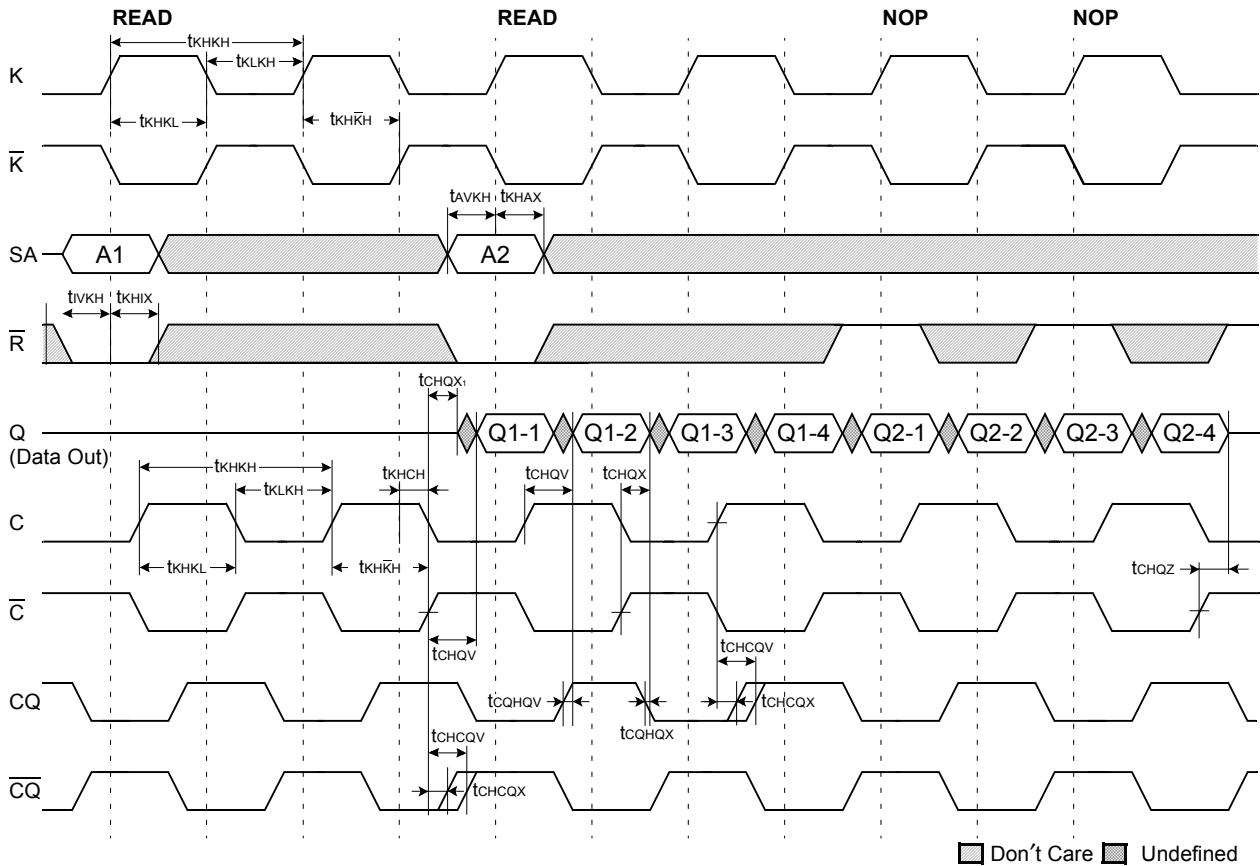 READ READ NOP NOP
tKHKH
tKLKH
K
tKHKL tKHK̅H
K̅
tAVKH tKHAX
SA A1 A2
tIVKH tKHIX
R̅
tCHQX1
Q Q1-1 Q1-2 Q1-3 Q1-4 Q2-1 Q2-2 Q2-3 Q2-4
(Data Out)
tKHKH tKHCH tCHQV tCHQX
tKLKH
C
tKHKL tKHK̅H tCHQZ
C̅
tCHQV tCHCQV
CQ tCQHQV tCHCQX
tCQHQX
tCHCQV
C̅Q̅ tCHCQX
Don′t Care Undefined